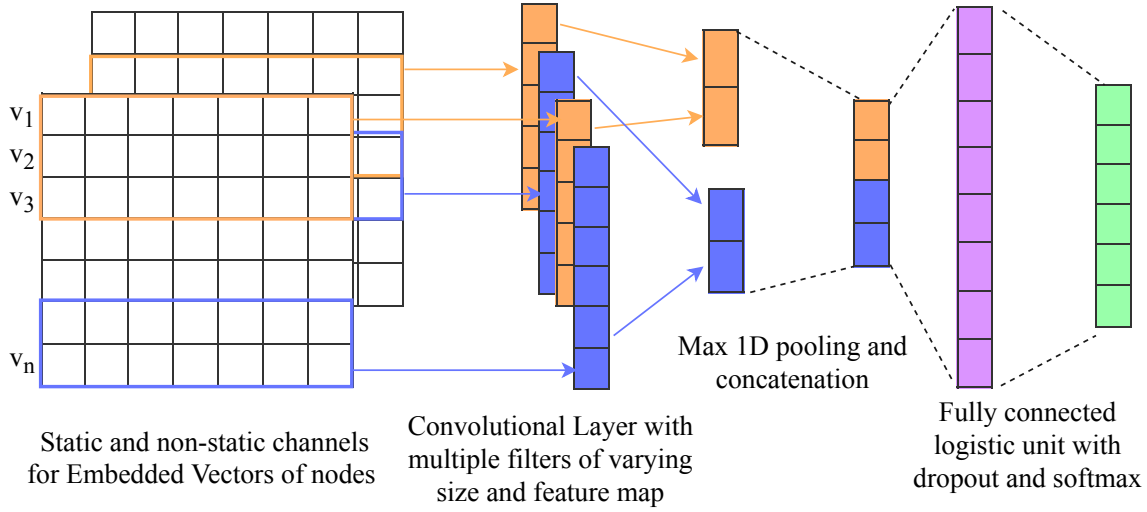 v1
v2
v3
vn
Static and non-static channels
for Embedded Vectors of nodes
Convolutional Layer with
multiple filters of varying
size and feature map
Max 1D pooling and
concatenation
Fully connected
logistic unit with
dropout and softmax